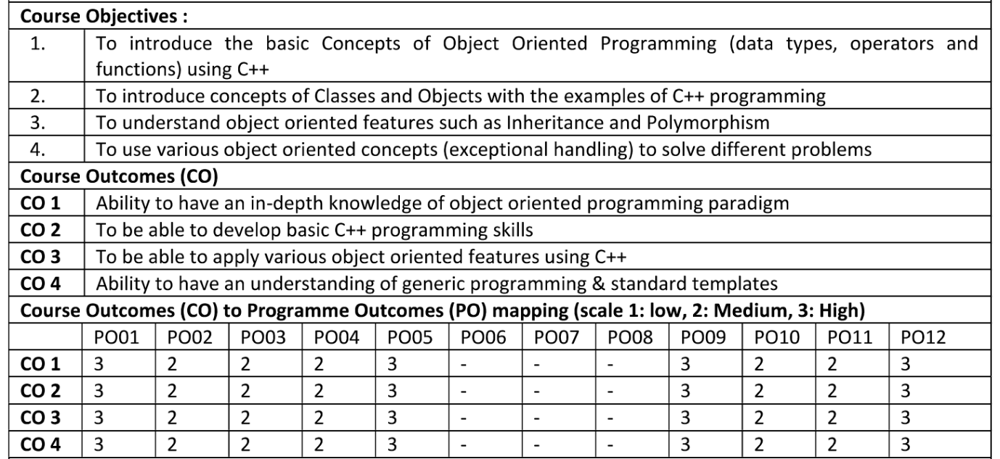 Course Objectives :
1. To introduce the basic Concepts of Object Oriented Programming (data types, operators and
functions) using C++
2. To introduce concepts of Classes and Objects with the examples of C++ programming
3. To understand object oriented features such as Inheritance and Polymorphism
4. To use various object oriented concepts (exceptional handling) to solve different problems
Course Outcomes (CO)
CO 1 Ability to have an in-depth knowledge of object oriented programming paradigm
CO 2 To be able to develop basic C++ programming skills
CO 3 To be able to apply various object oriented features using C++
CO 4 Ability to have an understanding of generic programming & standard templates
Course Outcomes (CO) to Programme Outcomes (PO) mapping (scale 1: low, 2: Medium, 3: High)
PO01 PO02 PO03 PO04 PO05 PO06 PO07 PO08 PO09 PO10 PO11 PO12
CO 1 3 2 2 2 3 - - - 3 2 2 3
CO 2 3 2 2 2 3 - - - 3 2 2 3
CO 3 3 2 2 2 3 - - - 3 2 2 3
CO 4 3 2 2 2 3 - - - 3 2 2 3